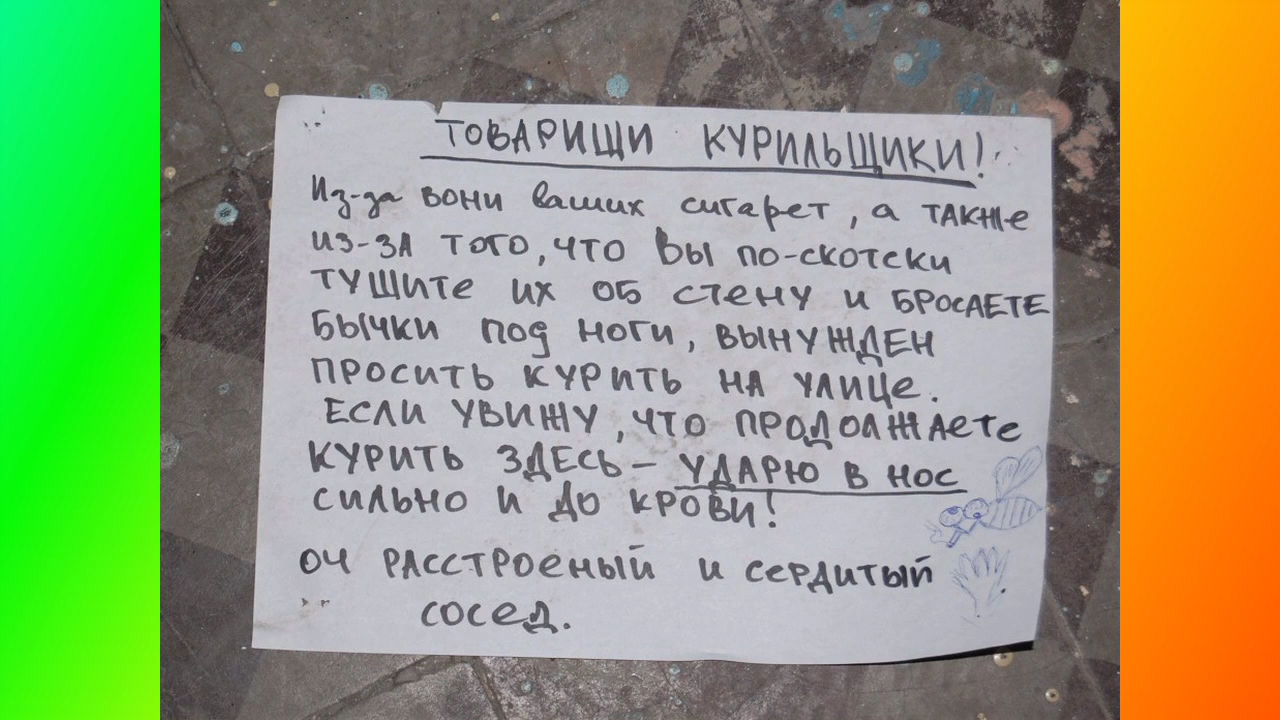 ТОВАРИЩИ КУРИЛЬЩИКИ!
Из-за вони ваших сигарет, а ТАКЖЕ
ИЗ-ЗА ТОГО, ЧТО ВЫ ПО-СКОТСКИ
ТУШИТЕ ИХ ОБ СТЕНУ И БРОСАЕТЕ
БЫЧКИ ПОД НОГИ, ВЫНУЖДЕН
ПРОСИТЬ КУРИТЬ НА УЛИЦЕ.
ЕСЛИ УВИЖУ, ЧТО ПРОДОЛЖАЕТЕ
КУРИТЬ ЗДЕСЬ - УДАРЮ В НОС
СИЛЬНО И ДО КРОВИ!
ОЧ РАССТРОЕНЫЙ И СЕРДИТЫЙ
СОСЕД.